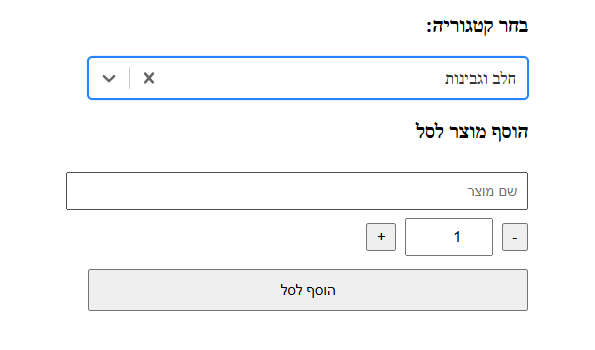 בחר קטגוריה:
חלב וגבינות
הוסף מוצר לסל
שם מוצר
- 1 +
הוסף לסל